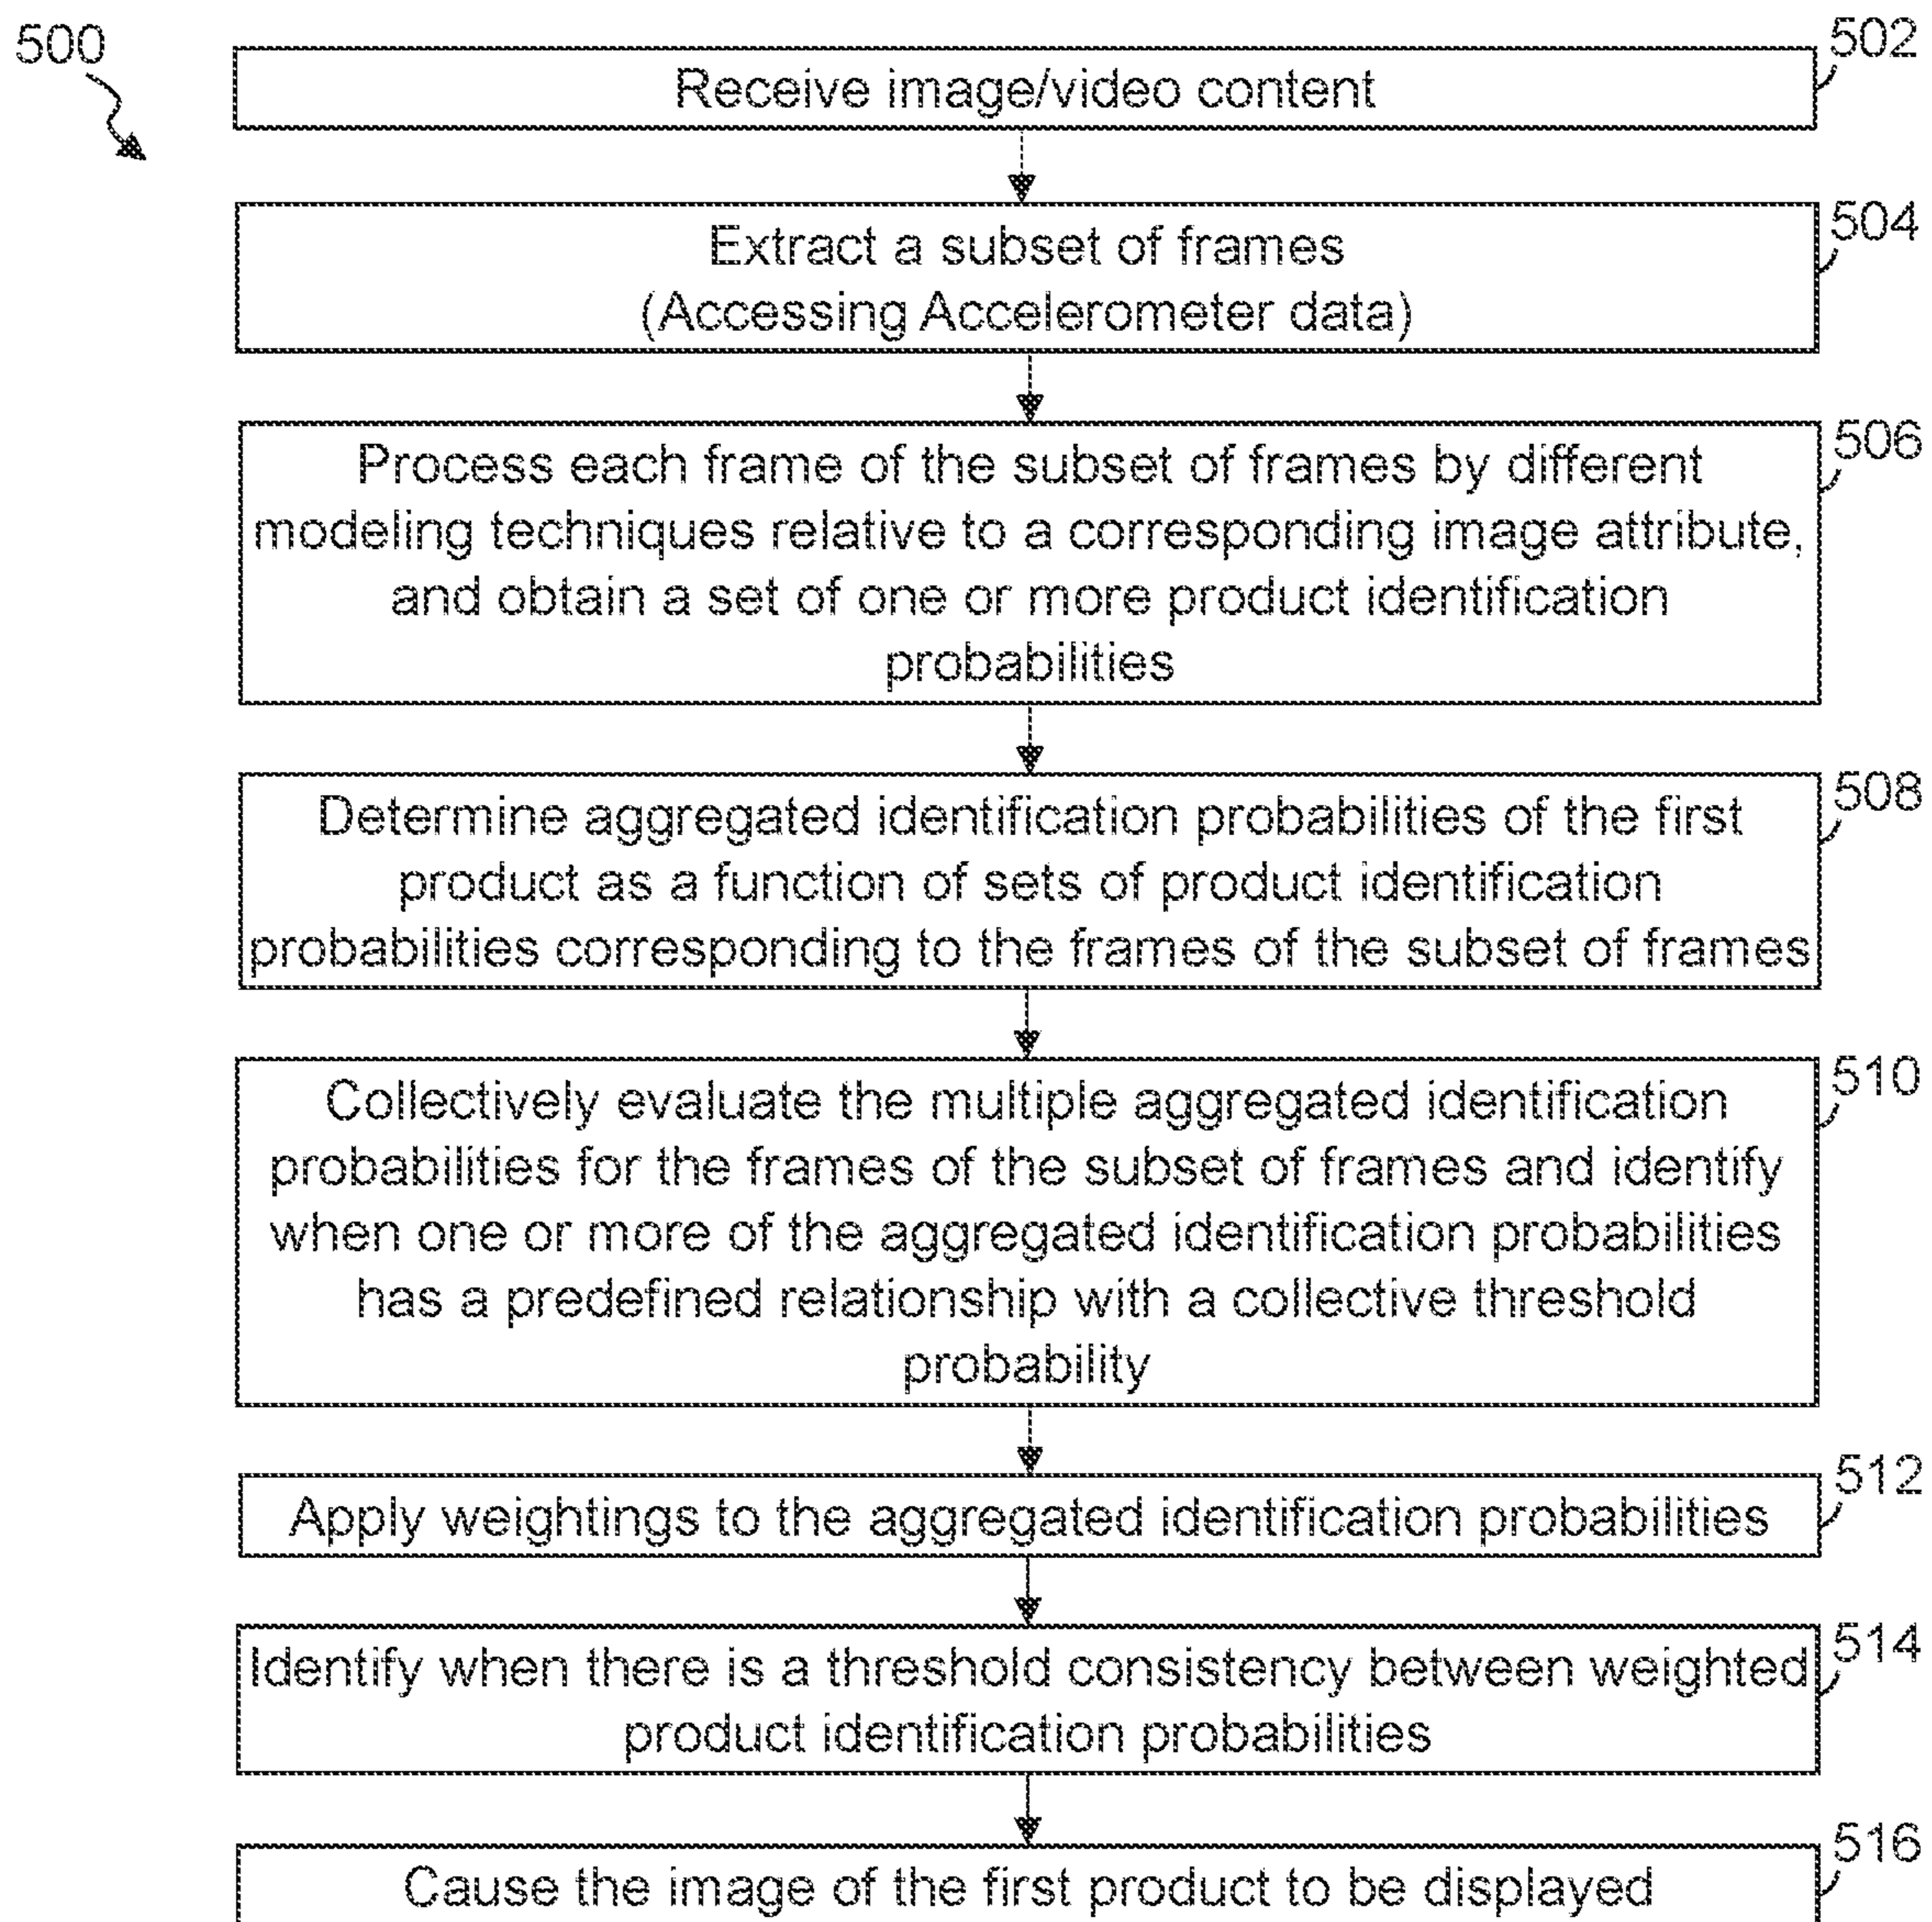 500
502
Receive image/video content
504
Extract a subset of frames
(Accessing Accelerometer data)
506
Process each frame of the subset of frames by different
modeling techniques relative to a corresponding image attribute,
and obtain a set of one or more product identification
probabilities
508
Determine aggregated identification probabilities of the first
product as a function of sets of product identification
probabilities corresponding to the frames of the subset of frames
510
Collectively evaluate the multiple aggregated identification
probabilities for the frames of the subset of frames and identify
when one or more of the aggregated identification probabilities
has a predefined relationship with a collective threshold
probability
512
Apply weightings to the aggregated identification probabilities
514
Identify when there is a threshold consistency between weighted
product identification probabilities
516
Cause the image of the first product to be displayed